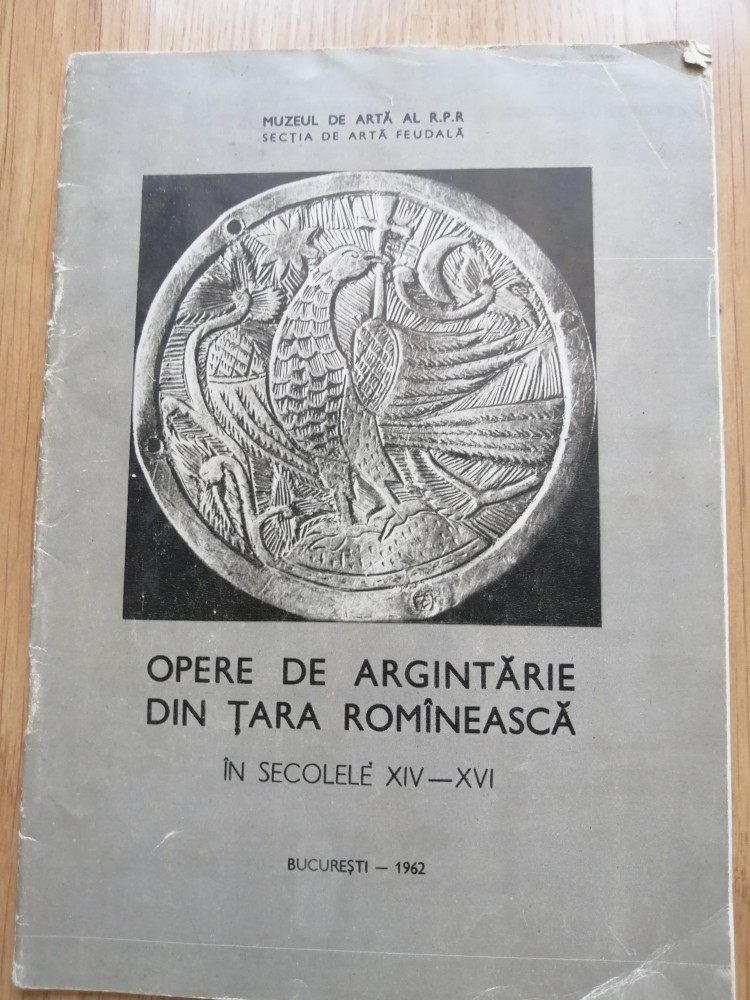 MUZEUL DE ARTĂ AL R.P.R
SECȚIA DE ARTĂ FEUDALĂ
OPERE DE ARGINTĂRIE
DIN ȚARA ROMÎNEASCĂ
ÎN SECOLELE XIV—XVI
BUCUREȘTI — 1962